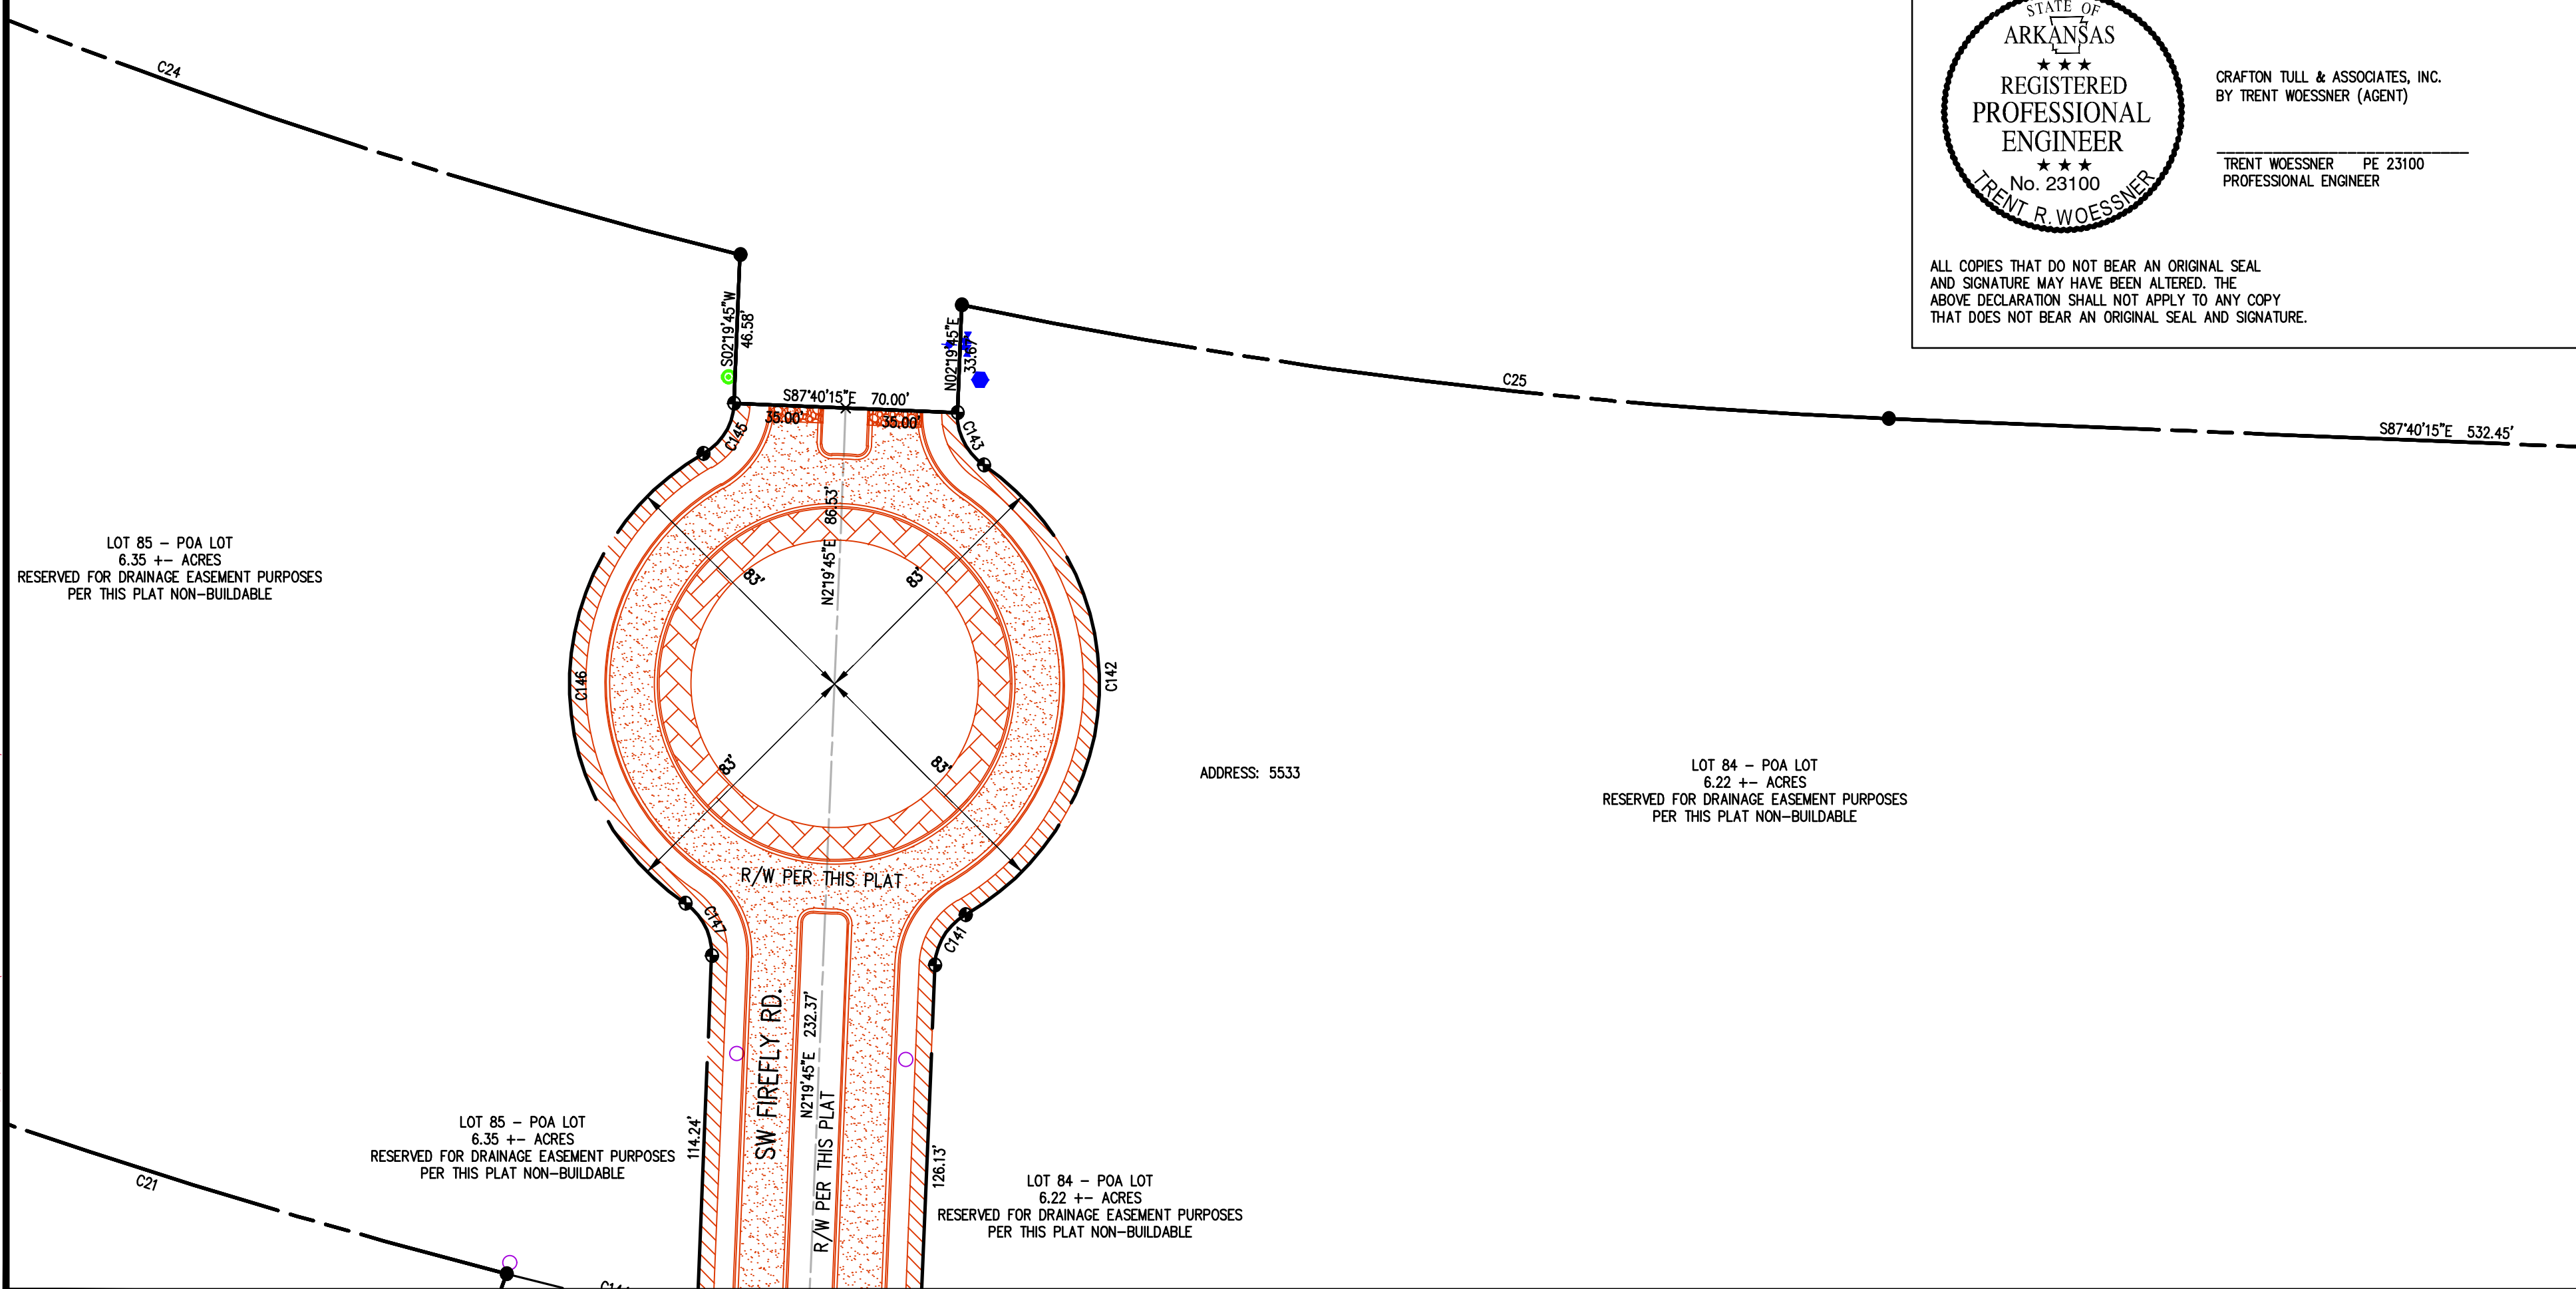 STATE OF
ARKANSAS
REGISTERED
PROFESSIONAL
ENGINEER
No. 23100
TRENT R. WOESSNER
CRAFTON TULL & ASSOCIATES, INC.
BY TRENT WOESSNER (AGENT)
TRENT WOESSNER PE 23100
PROFESSIONAL ENGINEER
ALL COPIES THAT DO NOT BEAR AN ORIGINAL SEAL
AND SIGNATURE MAY HAVE BEEN ALTERED. THE
ABOVE DECLARATION SHALL NOT APPLY TO ANY COPY
THAT DOES NOT BEAR AN ORIGINAL SEAL AND SIGNATURE.
C24
S02°19'45"W
46.58'
N02°19'45"E
33.67'
C25
S87°40'15"E 532.45'
S87°40'15"E 70.00'
35.00'
35.00'
C145
C143
N2°19'45"E 86.53'
83'
83'
83'
83'
C146
C142
LOT 85 - POA LOT
6.35 +- ACRES
RESERVED FOR DRAINAGE EASEMENT PURPOSES
PER THIS PLAT NON-BUILDABLE
ADDRESS: 5533
LOT 84 - POA LOT
6.22 +- ACRES
RESERVED FOR DRAINAGE EASEMENT PURPOSES
PER THIS PLAT NON-BUILDABLE
R/W PER THIS PLAT
C147
C141
SW FIREFLY RD.
N2°19'45"E 232.37'
R/W PER THIS PLAT
114.24'
126.13'
LOT 85 - POA LOT
6.35 +- ACRES
RESERVED FOR DRAINAGE EASEMENT PURPOSES
PER THIS PLAT NON-BUILDABLE
LOT 84 - POA LOT
6.22 +- ACRES
RESERVED FOR DRAINAGE EASEMENT PURPOSES
PER THIS PLAT NON-BUILDABLE
C21